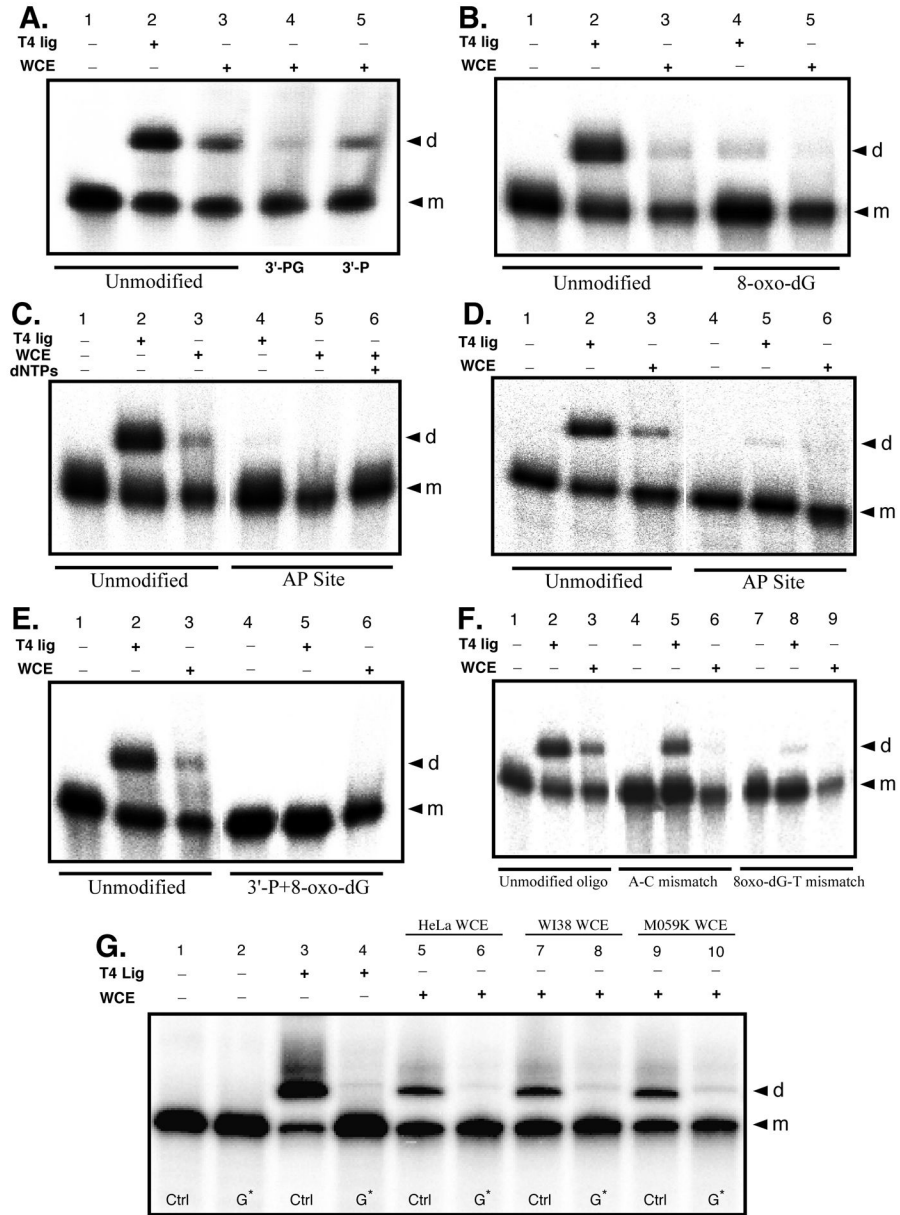 A.
1 2 3 4 5
T4 lig – + – – –
WCE – – + + +
d
m
Unmodified 3'-PG 3'-P
B.
1 2 3 4 5
T4 lig – + – + –
WCE – – + – +
d
m
Unmodified 8-oxo-dG
C.
1 2 3 4 5 6
T4 lig – + – + – –
WCE – – + – + +
dNTPs – – – – – +
d
m
Unmodified AP Site
D.
1 2 3 4 5 6
T4 lig – + – – + –
WCE – – + – – +
d
m
Unmodified AP Site
E.
1 2 3 4 5 6
T4 lig – + – – + –
WCE – – + – – +
d
m
Unmodified 3'-P+8-oxo-dG
F.
1 2 3 4 5 6 7 8 9
T4 lig – + – – + – – + –
WCE – – + – – + – – +
d
m
Unmodified oligo A-C mismatch 8oxo-dG-T mismatch
G.
HeLa WCE WI38 WCE M059K WCE
1 2 3 4 5 6 7 8 9 10
T4 Lig – – + + – – – – – –
WCE – – – – + + + + + +
d
m
Ctrl G* Ctrl G* Ctrl G* Ctrl G* Ctrl G*